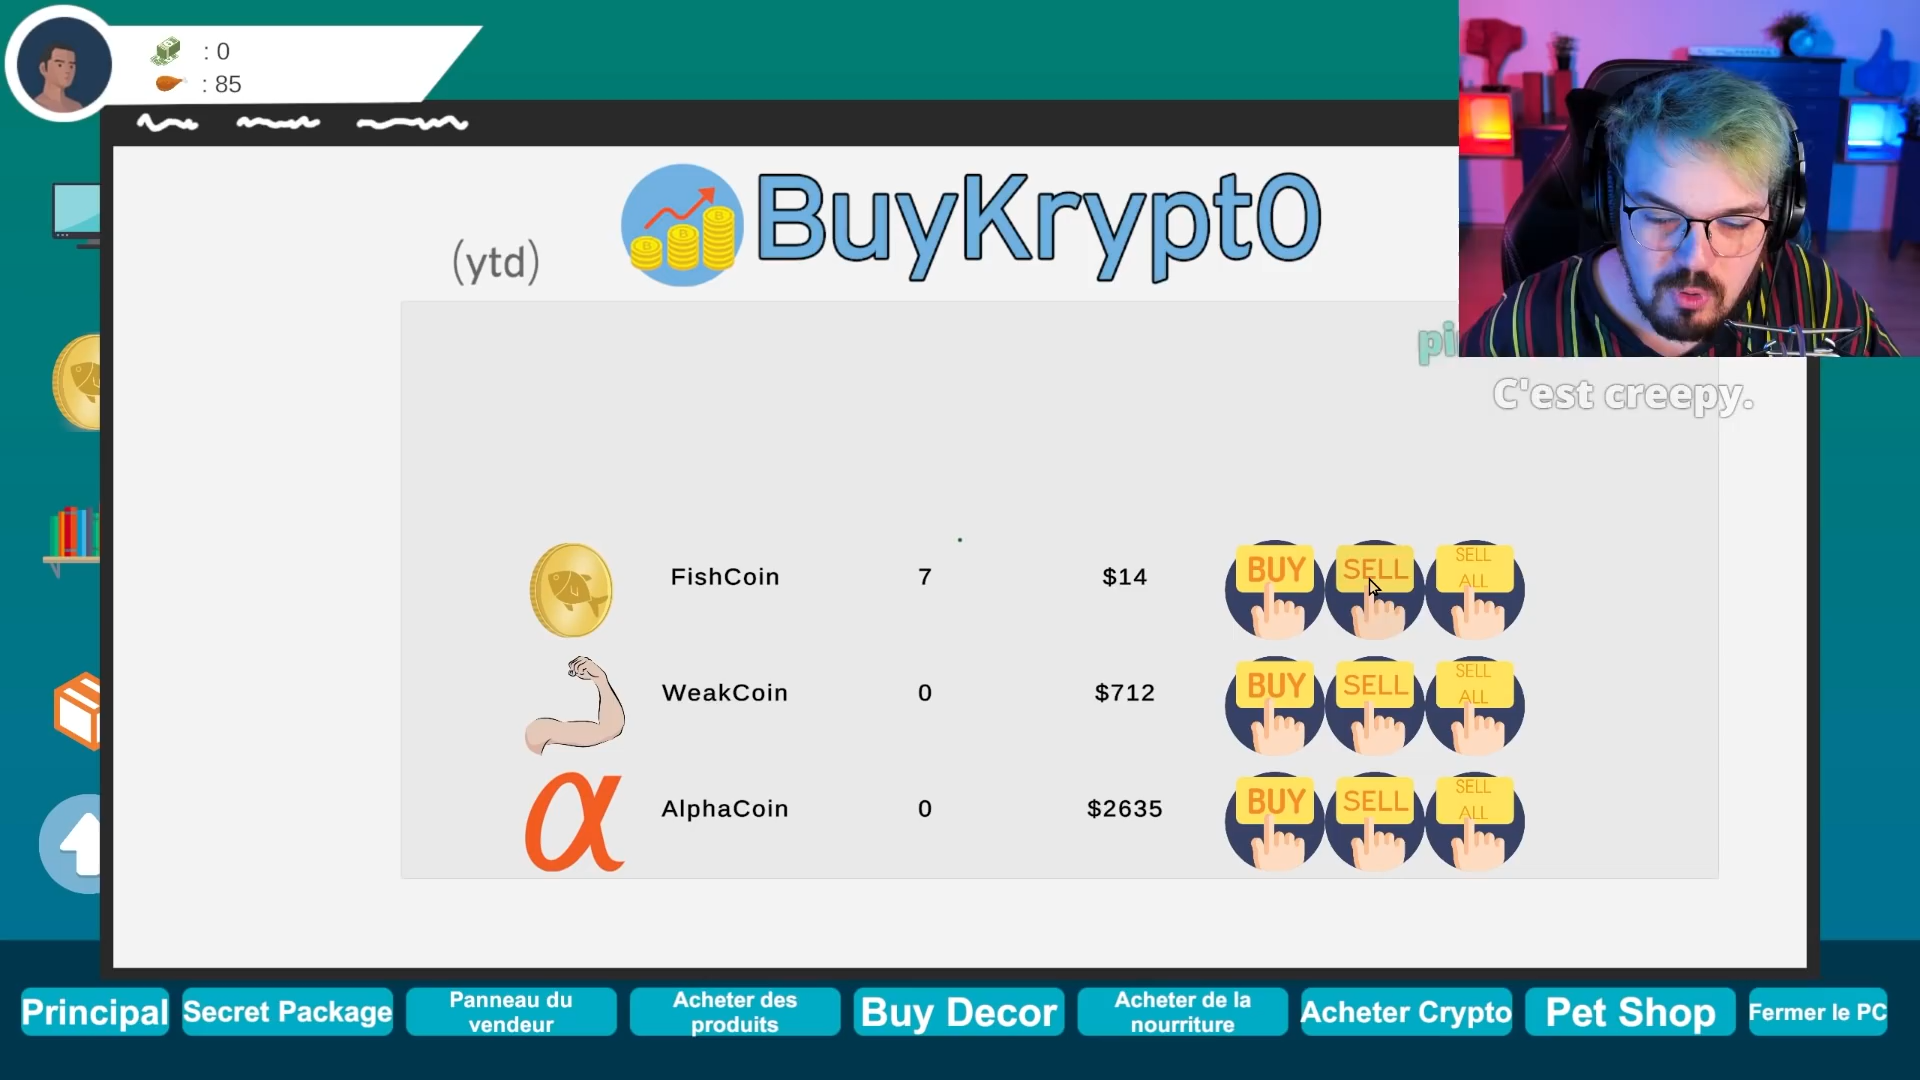 : 0
: 85
BuyKrypt0
(ytd)
pi
C'est creepy.
FishCoin 7 $14 BUY SELL SELL ALL
WeakCoin 0 $712 BUY SELL SELL ALL
AlphaCoin 0 $2635 BUY SELL SELL ALL
Principal Secret Package Panneau du vendeur Acheter des produits Buy Decor Acheter de la nourriture Acheter Crypto Pet Shop Fermer le PC